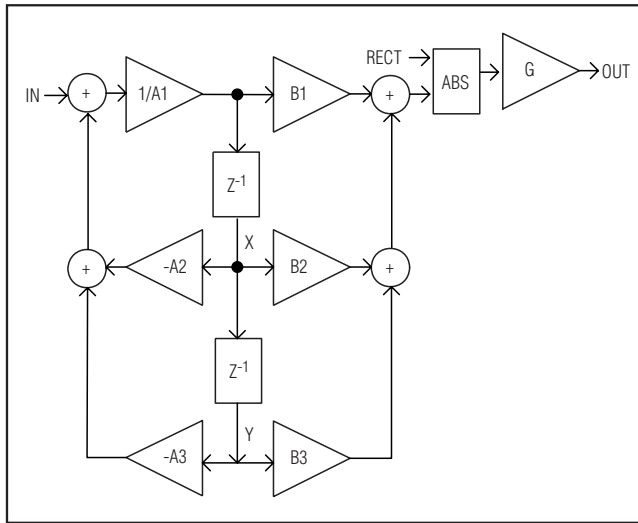 RECT
IN
+
1/A1
B1
+
ABS
G
OUT
Z-1
X
+
-A2
B2
+
Z-1
Y
-A3
B3